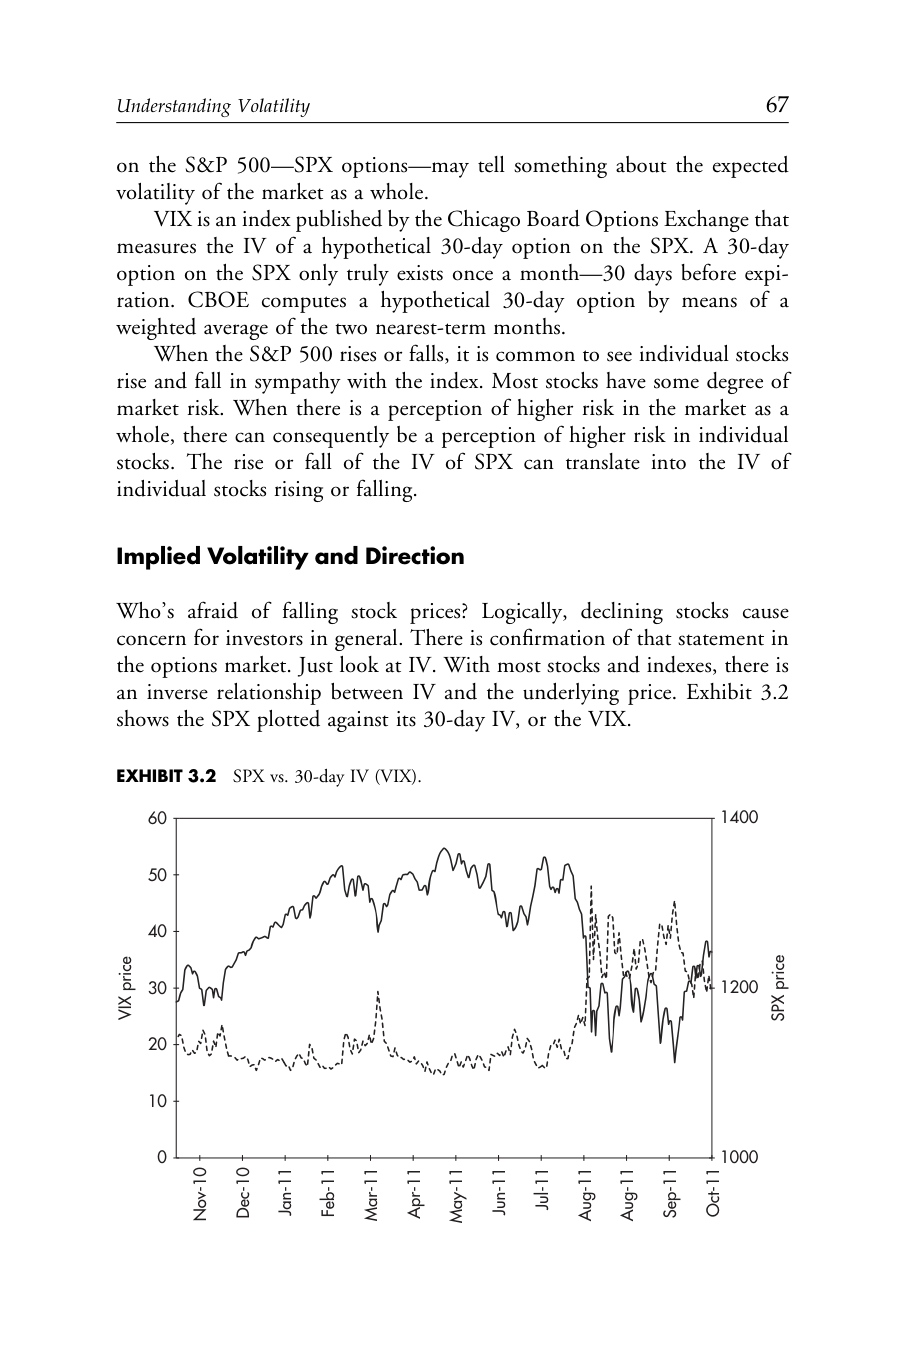 Understanding Volatility 67
on the S&P 500—SPX options—may tell something about the expected
volatility of the market as a whole.
VIX is an index published by the Chicago Board Options Exchange that
measures the IV of a hypothetical 30-day option on the SPX. A 30-day
option on the SPX only truly exists once a month—30 days before expi-
ration. CBOE computes a hypothetical 30-day option by means of a
weighted average of the two nearest-term months.
When the S&P 500 rises or falls, it is common to see individual stocks
rise and fall in sympathy with the index. Most stocks have some degree of
market risk. When there is a perception of higher risk in the market as a
whole, there can consequently be a perception of higher risk in individual
stocks. The rise or fall of the IV of SPX can translate into the IV of
individual stocks rising or falling.
Implied Volatility and Direction
Who's afraid of falling stock prices? Logically, declining stocks cause
concern for investors in general. There is confirmation of that statement in
the options market. Just look at IV. With most stocks and indexes, there is
an inverse relationship between IV and the underlying price. Exhibit 3.2
shows the SPX plotted against its 30-day IV, or the VIX.
EXHIBIT 3.2 SPX vs. 30-day IV (VIX).
60
50
40
30
20
10
0
VIX price
1400
1200
1000
SPX price
Nov-10
Dec-10
Jan-11
Feb-11
Mar-11
Apr-11
May-11
Jun-11
Jul-11
Aug-11
Aug-11
Sep-11
Oct-11